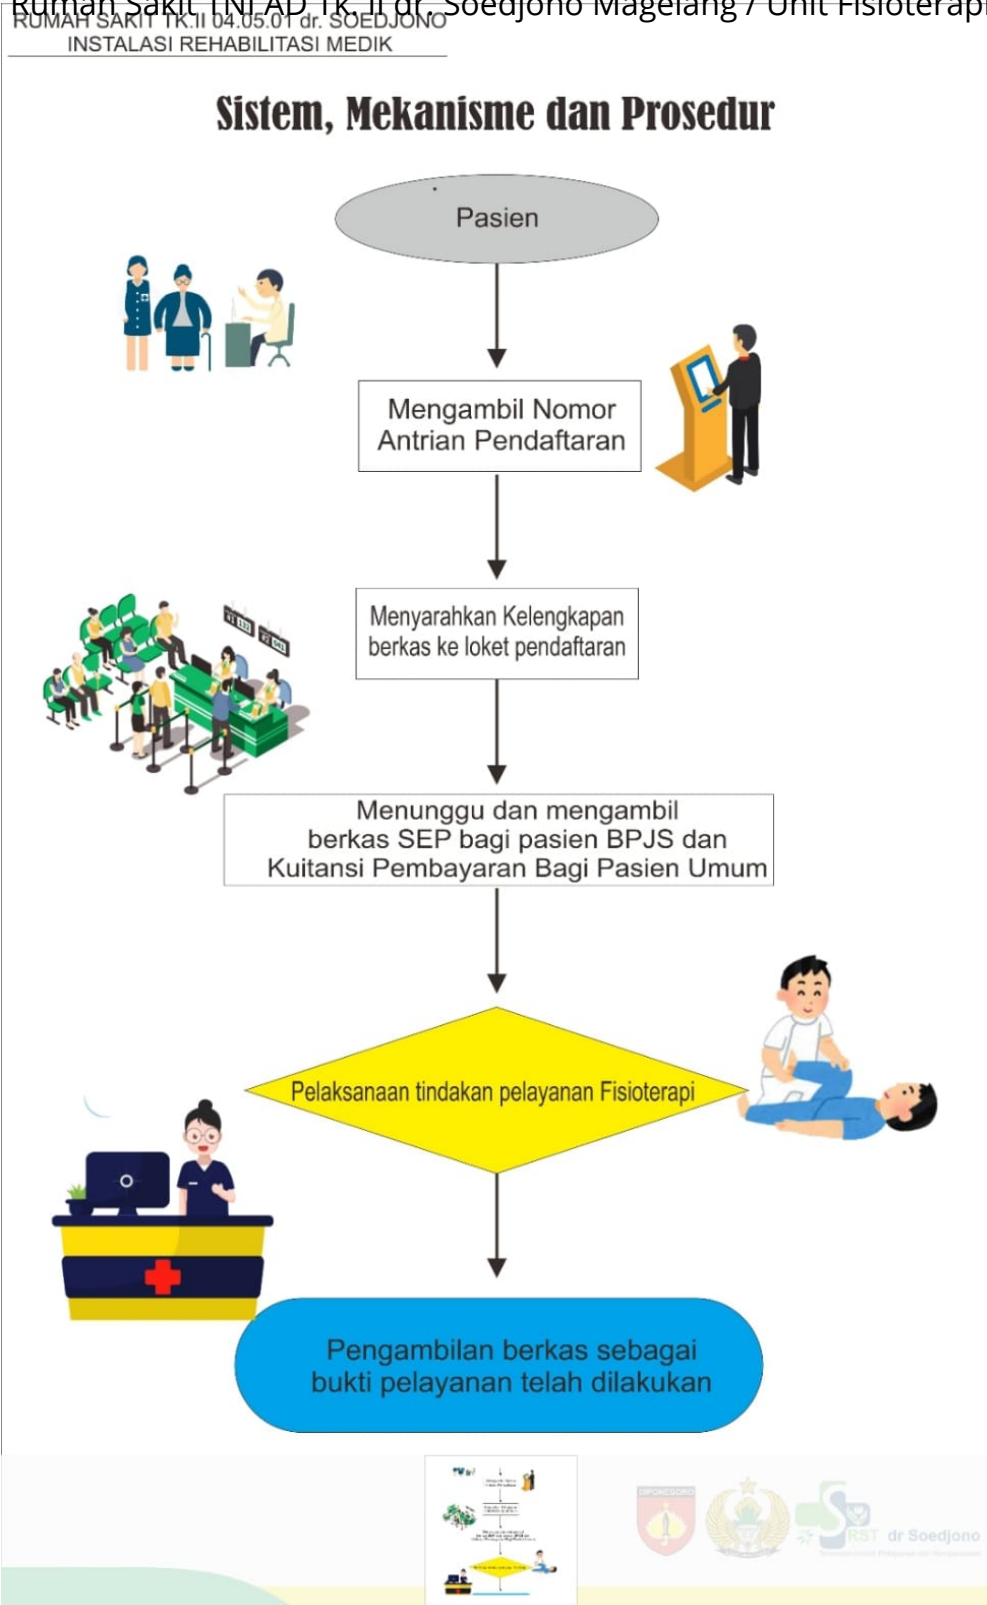 Rumah Sakit TNI AD Tk. II dr. Soedjono Magelang / Unit Fisioterapi
RUMAH SAKIT TK.II 04.05.01 dr. SOEDJONO
INSTALASI REHABILITASI MEDIK
Sistem, Mekanisme dan Prosedur
Pasien
Mengambil Nomor
Antrian Pendaftaran
Menyarahkan Kelengkapan
berkas ke loket pendaftaran
Menunggu dan mengambil
berkas SEP bagi pasien BPJS dan
Kuitansi Pembayaran Bagi Pasien Umum
Pelaksanaan tindakan pelayanan Fisioterapi
Pengambilan berkas sebagai
bukti pelayanan telah dilakukan
DIPONEGORO
RST dr Soedjono